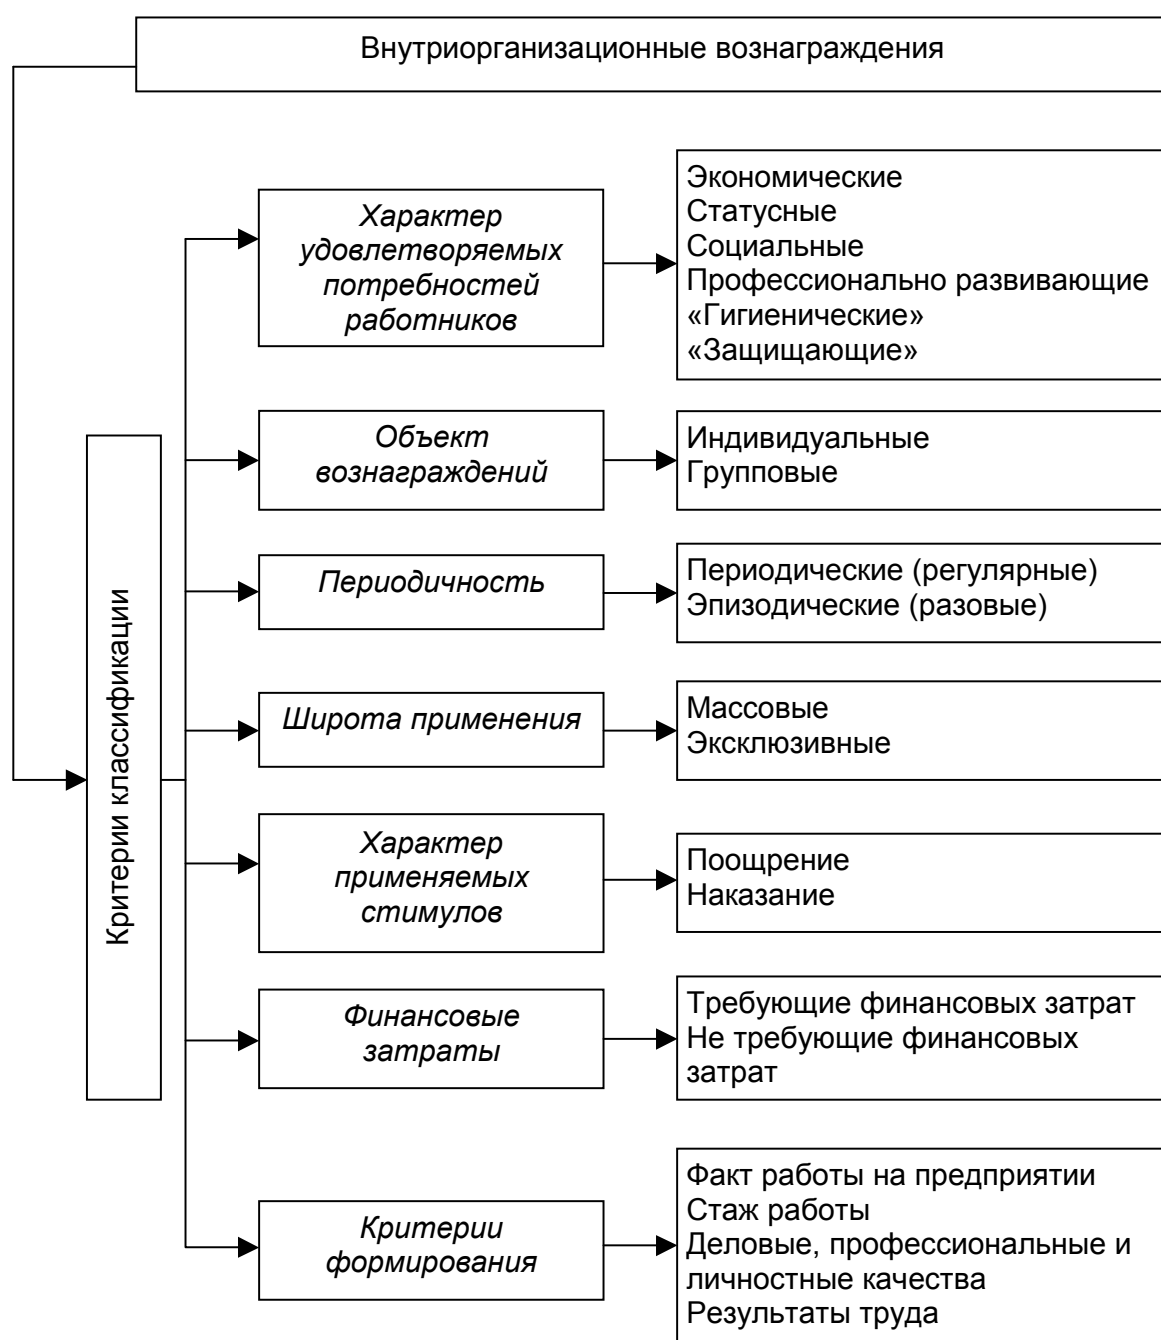 Внутриорганизационные вознаграждения
Критерии классификации
Характер
удовлетворяемых
потребностей
работников
Экономические
Статусные
Социальные
Профессионально развивающие
«Гигиенические»
«Защищающие»
Объект
вознаграждений
Индивидуальные
Групповые
Периодичность
Периодические (регулярные)
Эпизодические (разовые)
Широта применения
Массовые
Эксклюзивные
Характер
применяемых
стимулов
Поощрение
Наказание
Финансовые
затраты
Требующие финансовых затрат
Не требующие финансовых
затрат
Критерии
формирования
Факт работы на предприятии
Стаж работы
Деловые, профессиональные и
личностные качества
Результаты труда